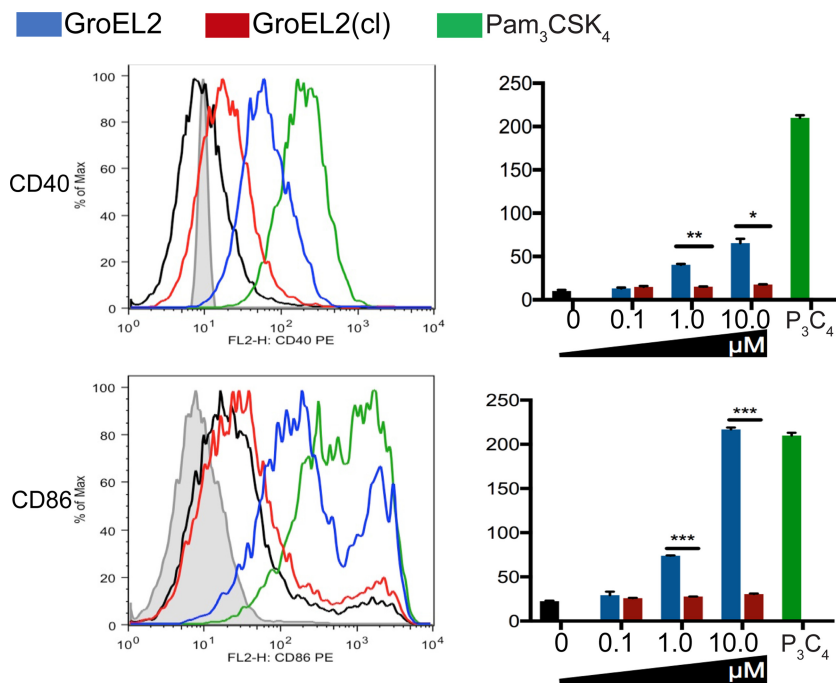 GroEL2 GroEL2(cl) Pam3CSK4
CD40
% of Max
100
80
60
40
20
0
10^0 10^1 10^2 10^3 10^4
FL2-H: CD40 PE
250
200
150
100
50
0
** *
0 0.1 1.0 10.0 P3C4
µM
CD86
% of Max
100
80
60
40
20
0
10^0 10^1 10^2 10^3 10^4
FL2-H: CD86 PE
250
200
150
100
50
0
*** ***
0 0.1 1.0 10.0 P3C4
µM